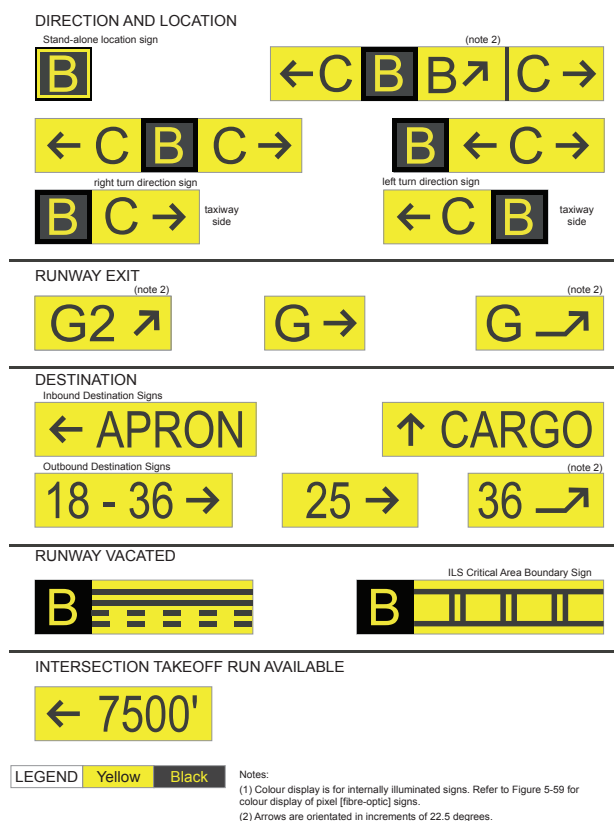 DIRECTION AND LOCATION
Stand-alone location sign
(note 2)
B
←C B B↗ C →
← C B C →
B ← C →
right turn direction sign
left turn direction sign
B C →
taxiway
side
← C B
taxiway
side
RUNWAY EXIT
(note 2)
(note 2)
G2 ↗
G →
G
DESTINATION
Inbound Destination Signs
← APRON
↑ CARGO
Outbound Destination Signs
(note 2)
18 - 36 →
25 →
36
RUNWAY VACATED
ILS Critical Area Boundary Sign
B
B
INTERSECTION TAKEOFF RUN AVAILABLE
← 7500'
LEGEND Yellow Black
Notes:
(1) Colour display is for internally illuminated signs. Refer to Figure 5-59 for
colour display of pixel [fibre-optic] signs.
(2) Arrows are orientated in increments of 22.5 degrees.